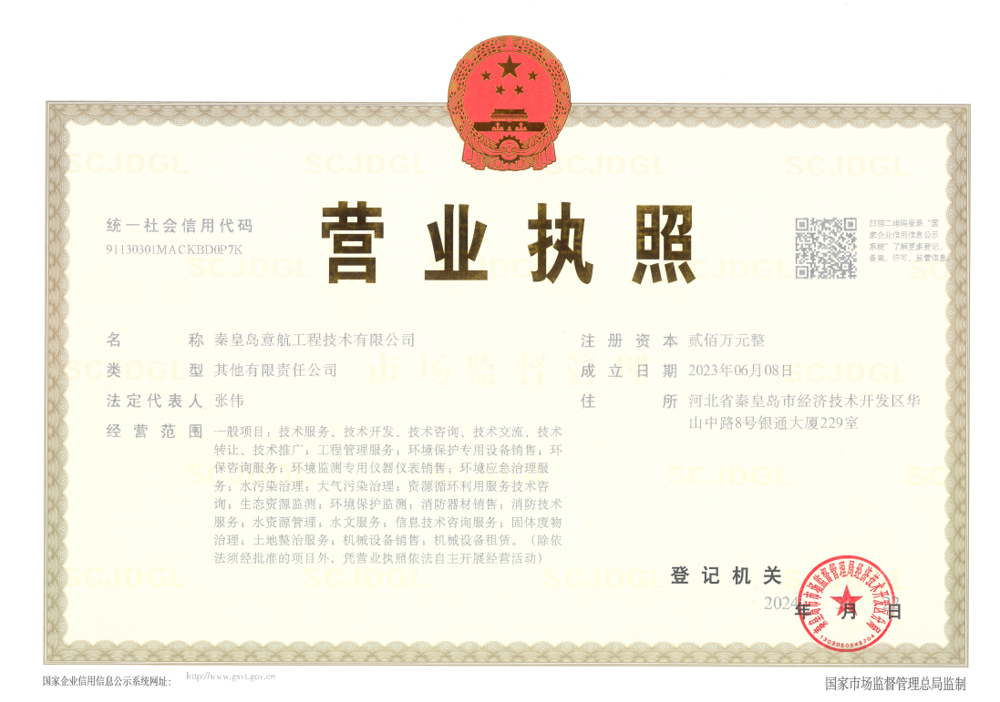 营业执照
统一社会信用代码
91130301MACKBD0P7K
扫描二维码登录“国
家企业信用信息公示
系统”了解更多登记、
备案、许可、监管信息。
名称 秦皇岛意航工程技术有限公司
类型 其他有限责任公司
法定代表人 张伟
经营范围 一般项目：技术服务、技术开发、技术咨询、技术交流、技术
转让、技术推广；工程管理服务；环境保护专用设备销售；环
保咨询服务；环境监测专用仪器仪表销售；环境应急治理服
务；水污染治理；大气污染治理；资源循环利用服务技术咨
询；生态资源监测；环境保护监测；消防器材销售；消防技术
服务；水资源管理；水文服务；信息技术咨询服务；固体废物
治理；土地整治服务；机械设备销售；机械设备租赁。（除依
法须经批准的项目外，凭营业执照依法自主开展经营活动）
注册资本 贰佰万元整
成立日期 2023年06月08日
住所 河北省秦皇岛市经济技术开发区华
山中路8号银通大厦229室
市场监督管理
SCJDGL
登记机关
2024年 月 日
国家企业信用信息公示系统网址：
http://www.gsxt.gov.cn
国家市场监督管理总局监制